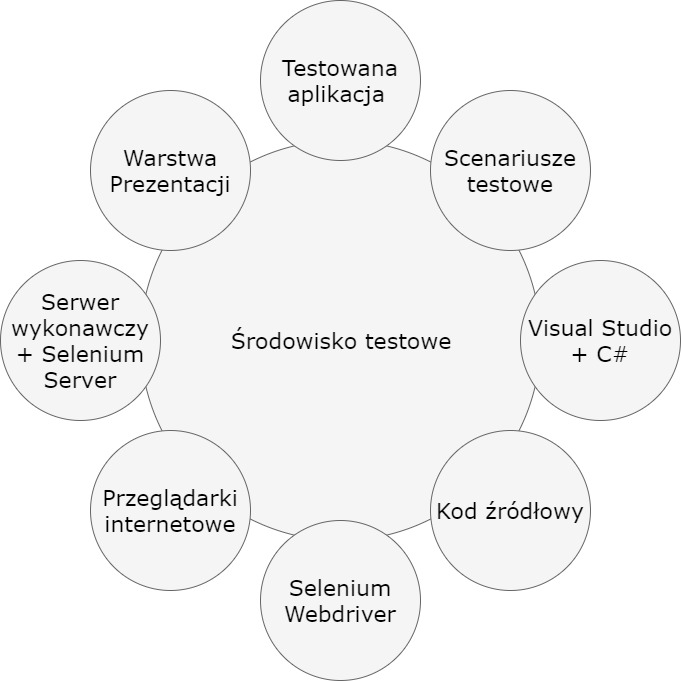 Testowana
aplikacja
Warstwa
Prezentacji
Scenariusze
testowe
Serwer
wykonawczy
+ Selenium
Server
Środowisko testowe
Visual Studio
+ C#
Przeglądarki
internetowe
Kod źródłowy
Selenium
Webdriver